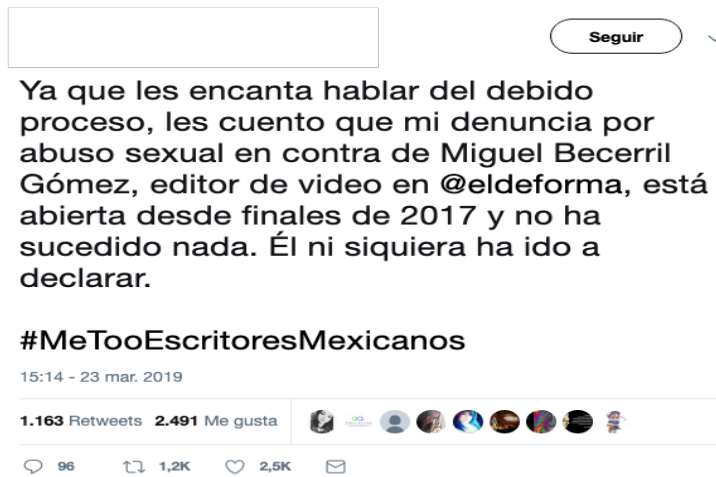 Seguir
Ya que les encanta hablar del debido
proceso, les cuento que mi denuncia por
abuso sexual en contra de Miguel Becerril
Gómez, editor de video en @eldeforma, está
abierta desde finales de 2017 y no ha
sucedido nada. Él ni siquiera ha ido a
declarar.
#MeTooEscritoresMexicanos
15:14 - 23 mar. 2019
1.163 Retweets 2.491 Me gusta
96 1,2K 2,5K